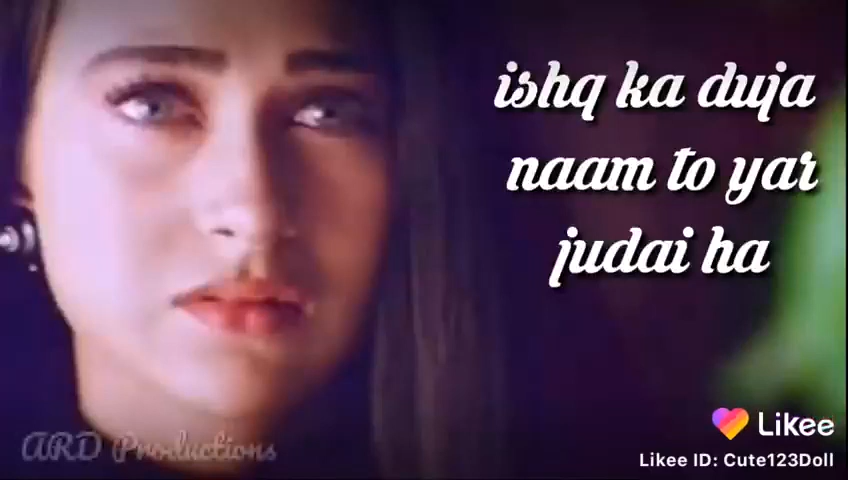 ishq ka duja
naam to yar
judai ha
ARD Productions
Likee
Likee ID: Cute123Doll